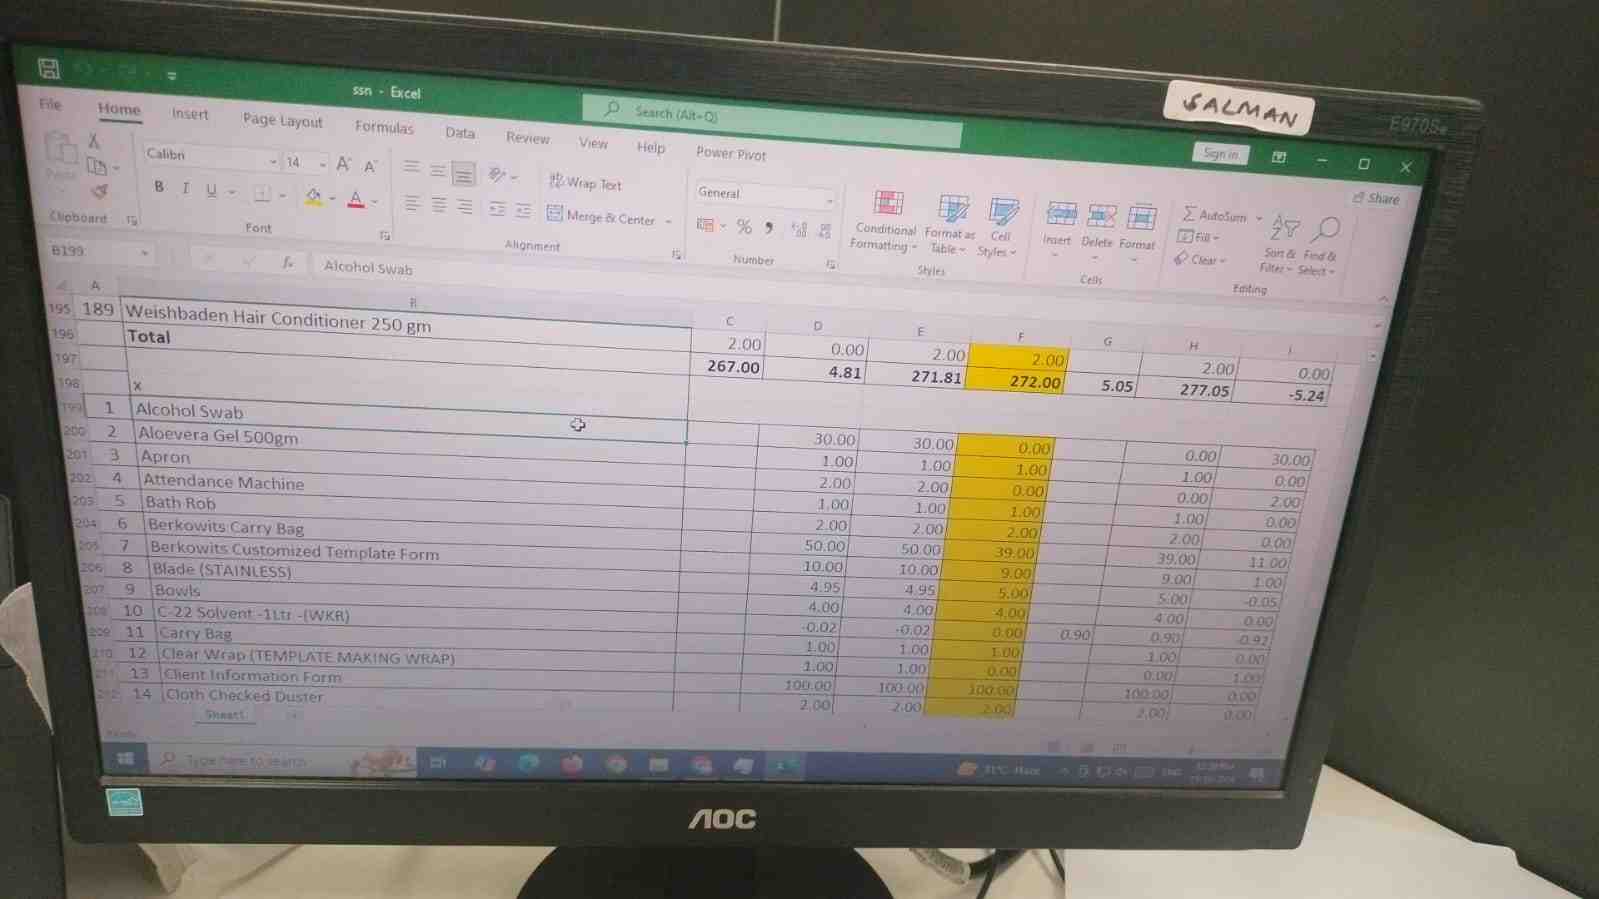 SALMAN
E970Sw
ssn - Excel
Search (Alt+Q)
Sign in
File Home Insert Page Layout Formulas Data Review View Help Power Pivot
Share
Paste
Calibri 14
B I U
Wrap Text
Merge & Center
General
Conditional Formatting
Format as Table
Cell Styles
Insert Delete Format
AutoSum
Fill
Clear
Sort & Filter
Find & Select
Clipboard Font Alignment Number Styles Cells Editing
B199 fx Alcohol Swab
A B C D E F G H I
195 189 Weishbaden Hair Conditioner 250 gm 2.00 0.00 2.00 2.00 2.00 0.00
196 Total 267.00 4.81 271.81 272.00 5.05 277.05 -5.24
197
198 x
199 1 Alcohol Swab 30.00 30.00 0.00 0.00 30.00
200 2 Aloevera Gel 500gm 1.00 1.00 1.00 1.00 0.00
201 3 Apron 2.00 2.00 0.00 0.00 2.00
202 4 Attendance Machine 1.00 1.00 1.00 1.00 0.00
203 5 Bath Rob 2.00 2.00 2.00 2.00 0.00
204 6 Berkowits Carry Bag 50.00 50.00 39.00 39.00 11.00
205 7 Berkowits Customized Template Form 10.00 10.00 9.00 9.00 1.00
206 8 Blade (STAINLESS) 4.95 4.95 5.00 5.00 -0.05
207 9 Bowls 4.00 4.00 4.00 4.00 0.00
208 10 C-22 Solvent -1Ltr -(WKR) -0.02 -0.02 0.00 0.90 0.90 -0.92
209 11 Carry Bag 1.00 1.00 1.00 1.00 0.00
210 12 Clear Wrap (TEMPLATE MAKING WRAP) 1.00 1.00 0.00 0.00 1.00
211 13 Client Information Form 100.00 100.00 100.00 100.00 0.00
212 14 Cloth Checked Duster 2.00 2.00 2.00 2.00 0.00
Sheet1
Type here to search
31°C Haze
ENG
AOC